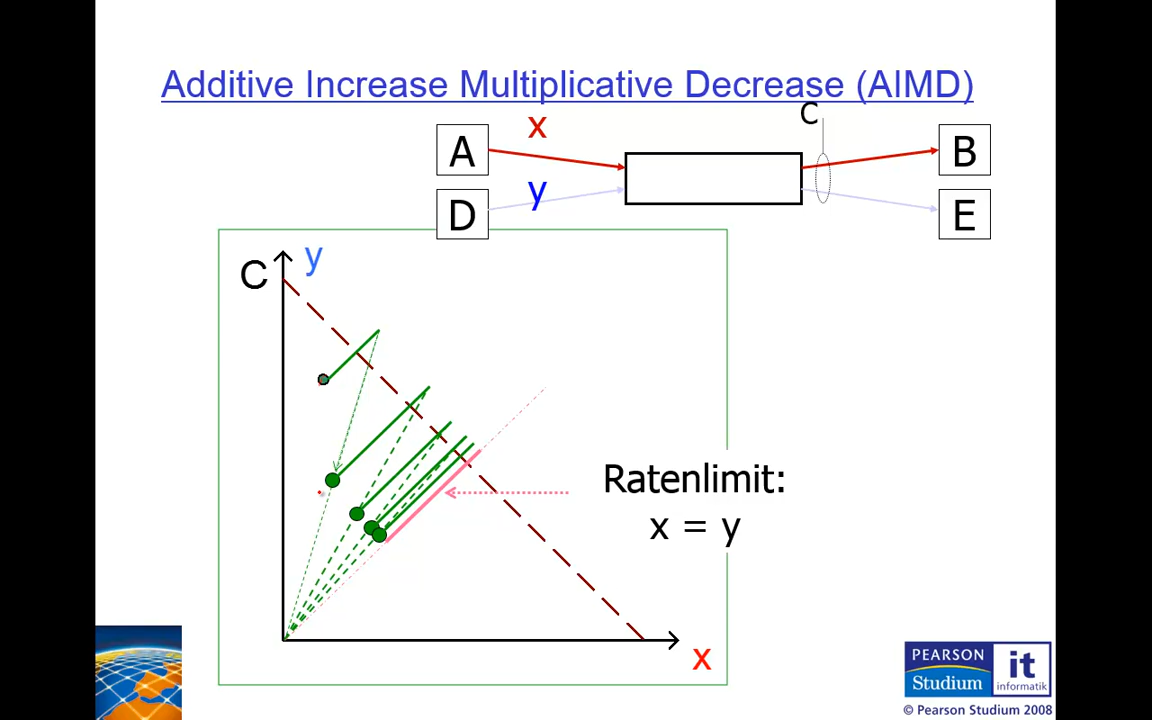 Additive Increase Multiplicative Decrease (AIMD)
C
x
A
B
y
D
E
y
C
Ratenlimit:
x = y
x
PEARSON
Studium
it
informatik
© Pearson Studium 2008